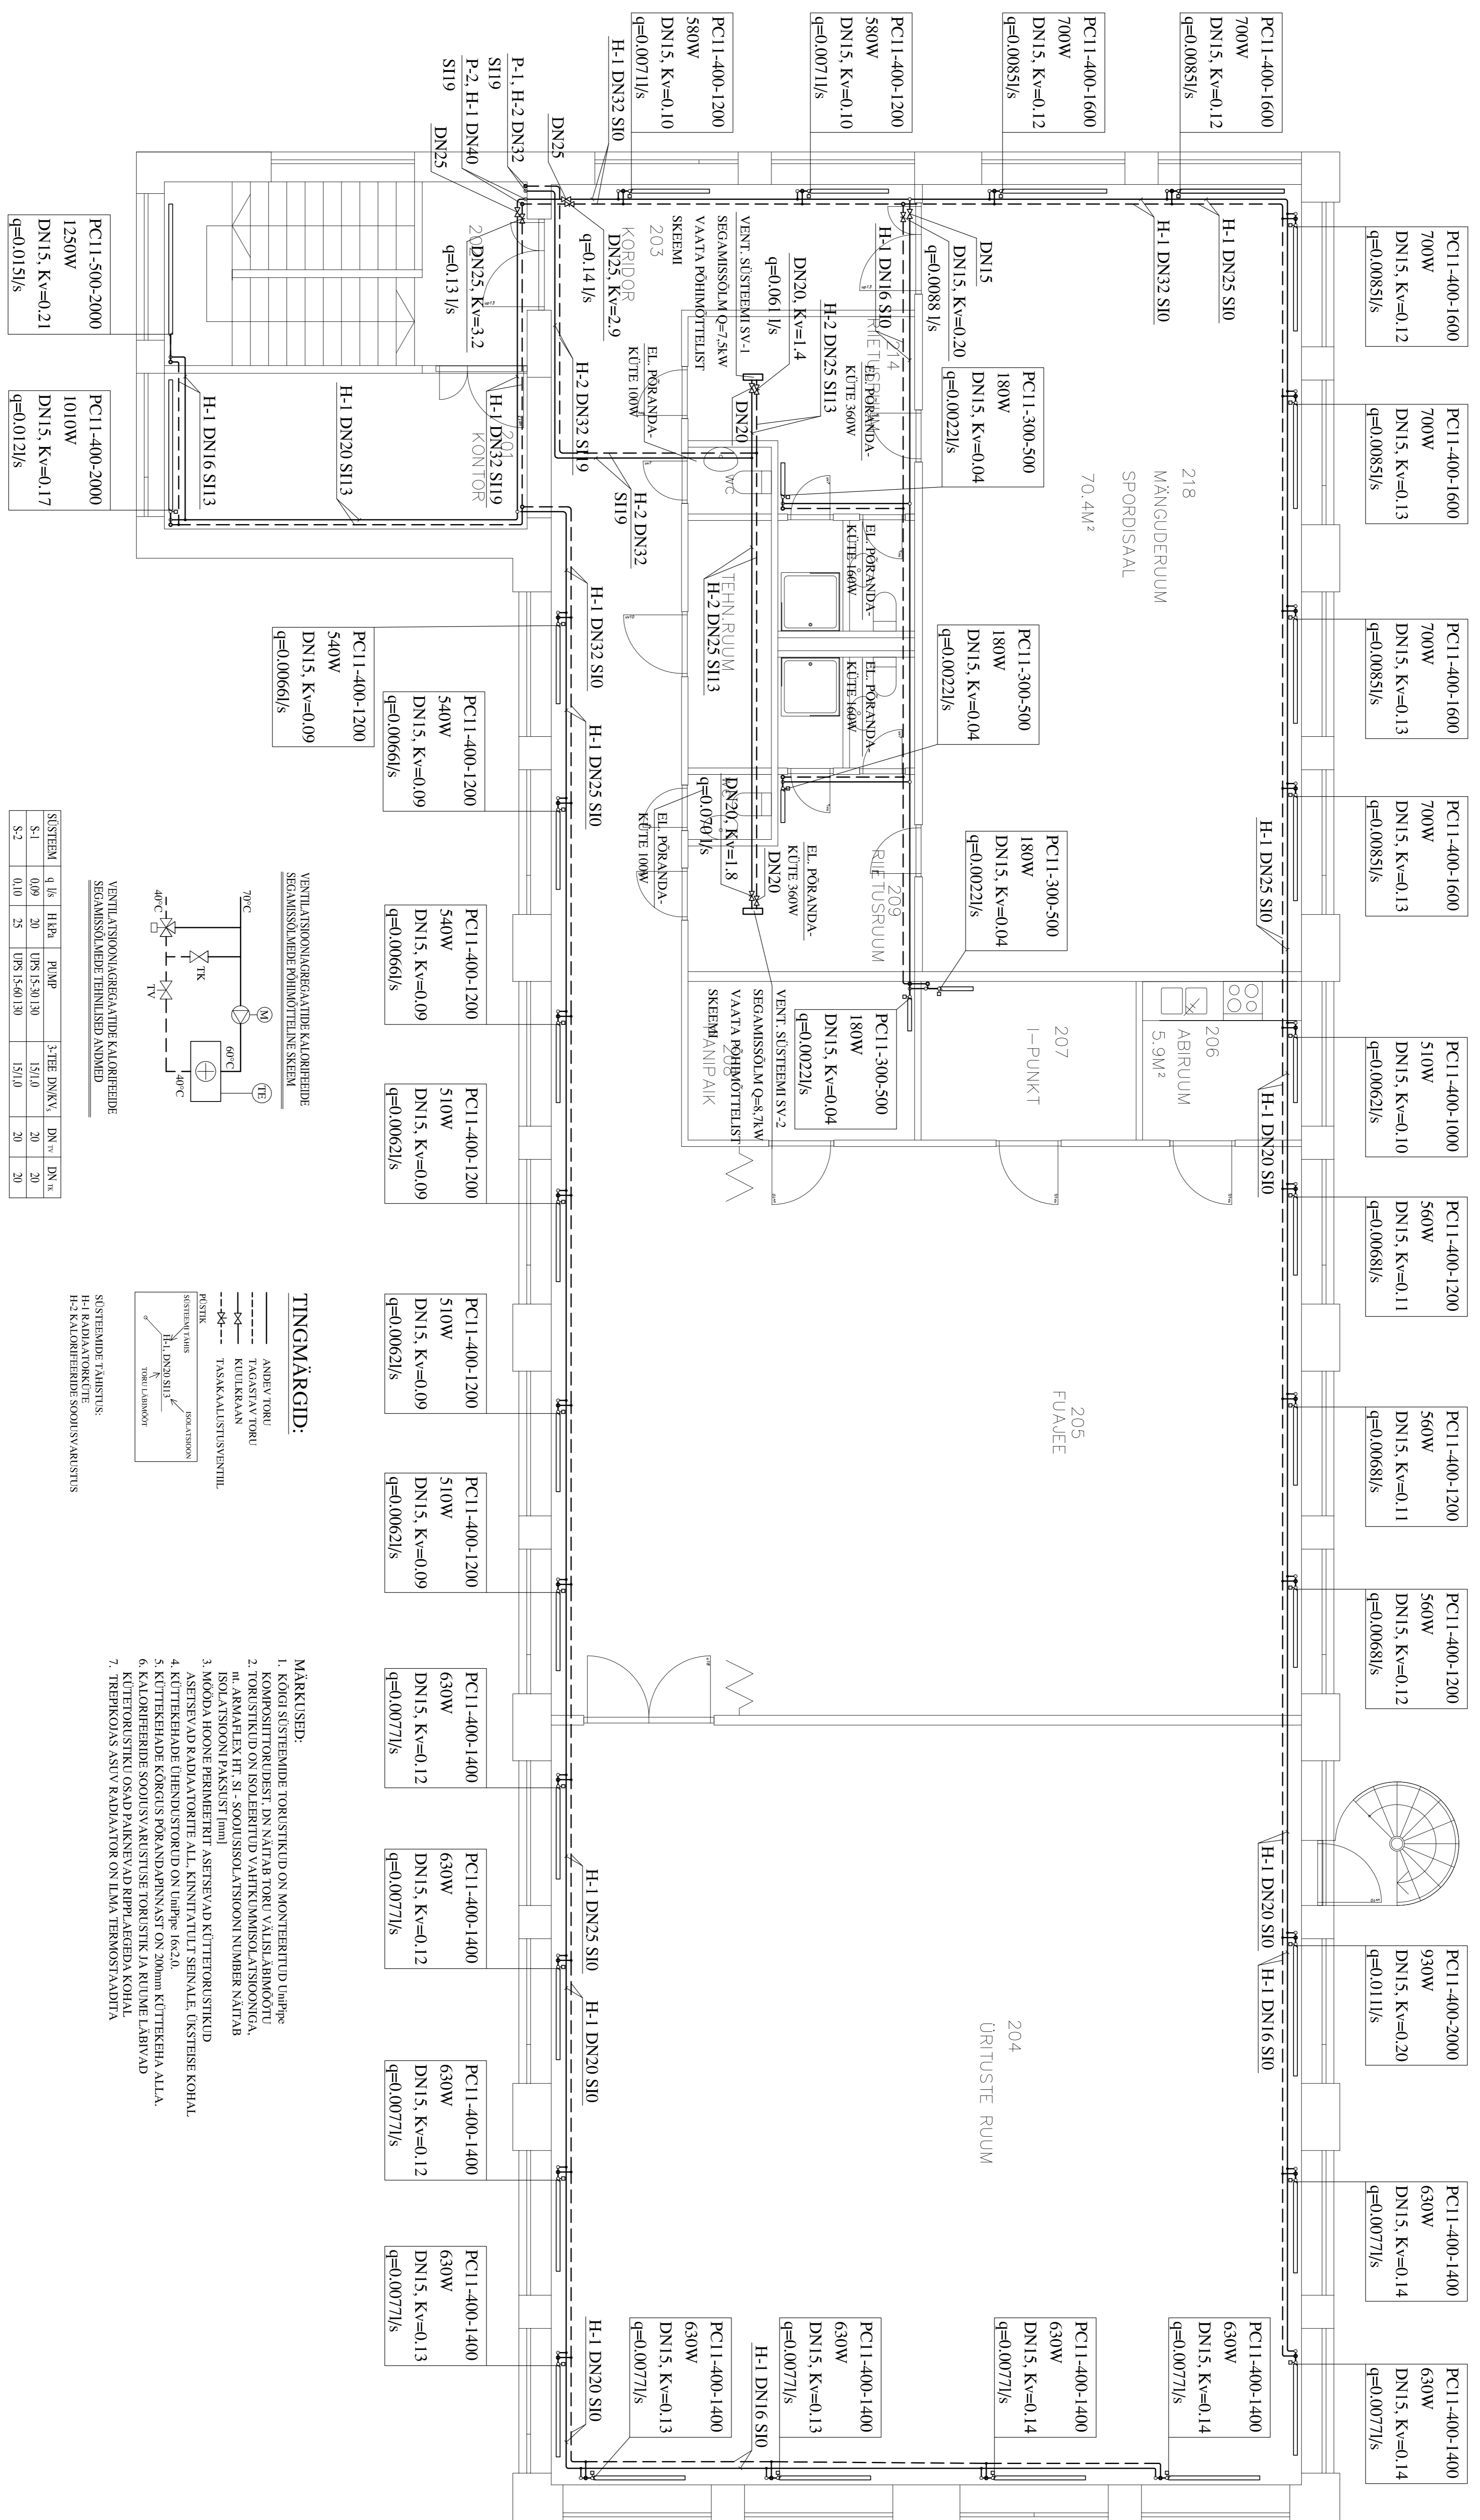 PC11-400-1600
700W
DN15, Kv=0.12
q=0.0085l/s
PC11-400-1600
700W
DN15, Kv=0.13
q=0.0085l/s
PC11-400-1600
700W
DN15, Kv=0.13
q=0.0085l/s
PC11-400-1600
700W
DN15, Kv=0.13
q=0.0085l/s
PC11-400-1000
510W
DN15, Kv=0.10
q=0.0062l/s
PC11-400-1200
560W
DN15, Kv=0.11
q=0.0068l/s
PC11-400-1200
560W
DN15, Kv=0.11
q=0.0068l/s
PC11-400-1200
560W
DN15, Kv=0.12
q=0.0068l/s
PC11-400-2000
930W
DN15, Kv=0.20
q=0.011l/s
PC11-400-1400
630W
DN15, Kv=0.14
q=0.0077l/s
PC11-400-1400
630W
DN15, Kv=0.14
q=0.0077l/s
PC11-400-1600
700W
DN15, Kv=0.12
q=0.0085l/s
PC11-400-1600
700W
DN15, Kv=0.12
q=0.0085l/s
PC11-400-1200
580W
DN15, Kv=0.10
q=0.0071l/s
PC11-400-1200
580W
DN15, Kv=0.10
q=0.0071l/s
H-1 DN32 SI0
DN25
P-1, H-2 DN32
SI19
P-2, H-1 DN40
SI19
DN25
H-1 DN25 SI0
H-1 DN32 SI0
H-1 DN25 SI0
H-1 DN20 SI0
H-1 DN20 SI0
H-1 DN16 SI0
218
MÄNGUDERUUM
SPORDISAAL
70.4M²
206
ABIRUUM
5.9M²
207
I-PUNKT
205
FUAJEE
204
ÜRITUSTE RUUM
PC11-400-1400
630W
DN15, Kv=0.14
q=0.0077l/s
PC11-400-1400
630W
DN15, Kv=0.14
q=0.0077l/s
PC11-400-1400
630W
DN15, Kv=0.13
q=0.0077l/s
PC11-400-1400
630W
DN15, Kv=0.13
q=0.0077l/s
H-1 DN16 SI0
H-1 DN20 SI0
DN15
DN15, Kv=0.20
q=0.0088 l/s
H-1 DN16 SI0
PC11-300-500
180W
DN15, Kv=0.04
q=0.0022l/s
PC11-300-500
180W
DN15, Kv=0.04
q=0.0022l/s
PC11-300-500
180W
DN15, Kv=0.04
q=0.0022l/s
PC11-300-500
180W
DN15, Kv=0.04
q=0.0022l/s
214
RIIETUSRUUM
EL. PÕRANDA-
KÜTE 360W
209
RIIETUSRUUM
EL. PÕRANDA-
KÜTE 360W
EL. PÕRANDA-
KÜTE 160W
EL. PÕRANDA-
KÜTE 160W
H-2 DN25 SI13
DN20, Kv=1.4
q=0.061 l/s
DN20
VENT. SÜSTEEMI SV-1
SEGAMISSÕLM Q=7,5kW
VAATA PÕHIMÕTTELIST
SKEEMI
VENT. SÜSTEEMI SV-2
SEGAMISSÕLM Q=8,7kW
VAATA PÕHIMÕTTELIST
SKEEMI
DN20
DN20, Kv=1.8
q=0.070 l/s
WC
TEHN.RUUM
H-2 DN25 SI13
EL. PÕRANDA-
KÜTE 100W
EL. PÕRANDA-
KÜTE 100W
203
KORIDOR
DN25, Kv=2.9
q=0.14 l/s
H-2 DN32 SI19
H-2 DN32
SI19
DN25, Kv=3.2
q=0.13 l/s
201
KONTOR
H-1 DN32 SI19
H-1 DN20 SI13
H-1 DN16 SI13
PC11-500-2000
1250W
DN15, Kv=0.21
q=0.015l/s
PC11-400-2000
1010W
DN15, Kv=0.17
q=0.012l/s
H-1 DN32 SI0
H-1 DN25 SI0
H-1 DN25 SI0
H-1 DN20 SI0
PC11-400-1200
540W
DN15, Kv=0.09
q=0.0066l/s
PC11-400-1200
540W
DN15, Kv=0.09
q=0.0066l/s
PC11-400-1200
540W
DN15, Kv=0.09
q=0.0066l/s
PC11-400-1200
510W
DN15, Kv=0.09
q=0.0062l/s
PC11-400-1200
510W
DN15, Kv=0.09
q=0.0062l/s
PC11-400-1200
510W
DN15, Kv=0.09
q=0.0062l/s
PC11-400-1400
630W
DN15, Kv=0.12
q=0.0077l/s
PC11-400-1400
630W
DN15, Kv=0.12
q=0.0077l/s
PC11-400-1400
630W
DN15, Kv=0.12
q=0.0077l/s
PC11-400-1400
630W
DN15, Kv=0.13
q=0.0077l/s
VENTILATSIOONIAGREGAATIDE KALORIFEEIDE
SEGAMISSÕLMEDE PÕHIMÕTTELINE SKEEM
70°C
40°C
60°C
40°C
M
TE
TK
TV
VENTILATSIOONIAGREGAATIDE KALORIFEEIDE
SEGAMISSÕLMEDE TEHNILISED ANDMED
SÜSTEEM q l/s H kPa PUMP 3-TEE DN/KVs DN TV DN TK
S-1 0,09 20 UPS 15-30 130 15/1,0 20 20
S-2 0,10 25 UPS 15-60 130 15/1,0 20 20
TINGMÄRGID:
ANDEV TORU
TAGASTAV TORU
KUULKRAAN
TASAKAALUSTUSVENTIIL
PÜSTIK
SÜSTEEMI TÄHIS
ISOLATSIOON
H-1, DN20 SI13
TORU LÄBIMÕÕT
SÜSTEEMIDE TÄHISTUS:
H-1 RADIAATORKÜTE
H-2 KALORIFEERIDE SOOJUSVARUSTUS
MÄRKUSED:
1. KÕIGI SÜSTEEMIDE TORUSTIKUD ON MONTEERITUD UniPipe
KOMPOSIITTORUDEST, DN NÄITAB TORU VÄLISLÄBIMÕÕTU
2. TORUSTIKUD ON ISOLEERITUD VAHTKUMMISOLATSIOONIGA,
nt. ARMAFLEX HT, SI - SOOJUSISOLATSIOONI NUMBER NÄITAB
ISOLATSIOONI PAKSUST [mm]
3. MÖÖDA HOONE PERIMEETRIT ASETSEVAD KÜTTETORUSTIKUD
ASETSEVAD RADIAATORITE ALL, KINNITATULT SEINALE, ÜKSTEISE KOHAL
4. KÜTTEKEHADE ÜHENDUSTORUD ON UniPipe 16x2,0.
5. KÜTTEKEHADE KÕRGUS PÕRANDAPINNAST ON 200mm KÜTTEKEHA ALLA.
6. KALORIFEERIDE SOOJUSVARUSTUSE TORUSTIK JA RUUME LÄBIVAD
KÜTETORUSTIKU OSAD PAIKNEVAD RIPPLAEGEDA KOHAL
7. TREPIKOJAS ASUV RADIAATOR ON ILMA TERMOSTAADITA